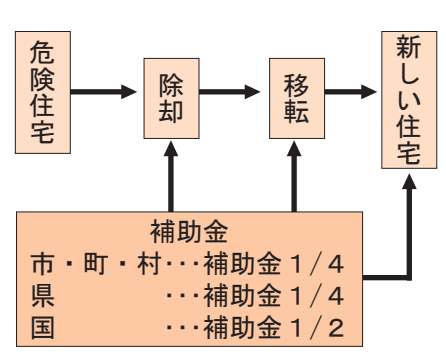 危険住宅
除却
移転
新しい住宅
補助金
市・町・村･･･補助金１/４
県　　　　･･･補助金１/４
国　　　　･･･補助金１/２